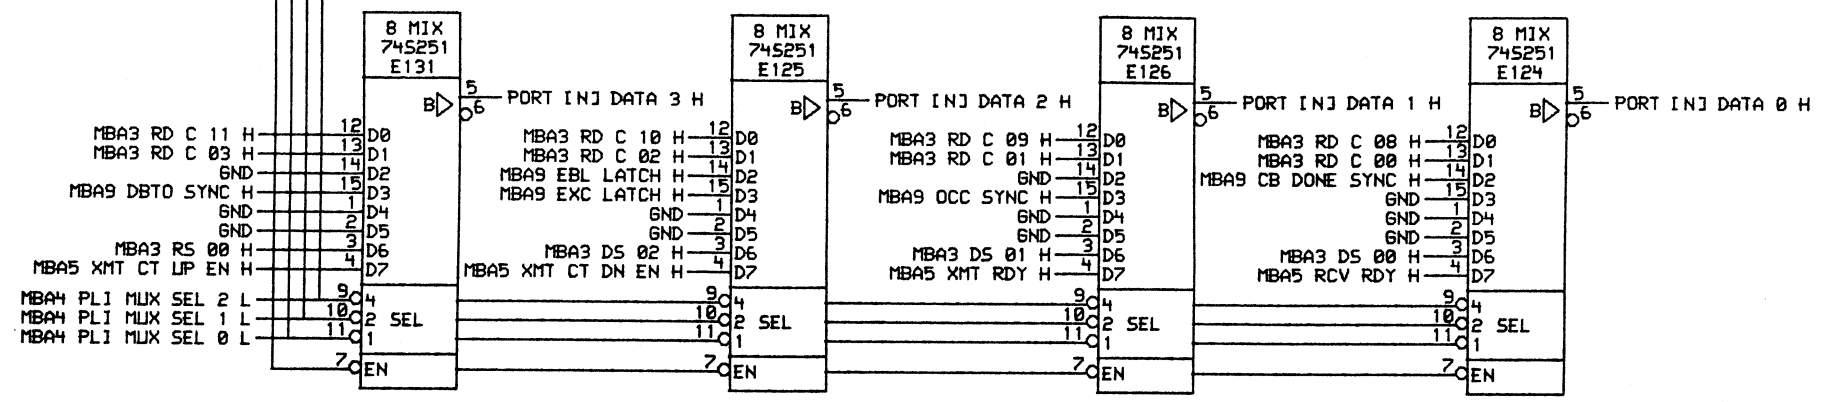 8 MIX
74S251
E131
B
5
6
PORT [N] DATA 3 H
MBA3 RD C 11 H 12 D0
MBA3 RD C 03 H 13 D1
GND 14 D2
MBA9 DBTO SYNC H 15 D3
GND 1 D4
GND 2 D5
MBA3 RS 00 H 3 D6
MBA5 XMT CT UP EN H 4 D7
MBA4 PLI MUX SEL 2 L 9 4
MBA4 PLI MUX SEL 1 L 10 2 SEL
MBA4 PLI MUX SEL 0 L 11 1
7 EN
8 MIX
74S251
E125
B
5
6
PORT [N] DATA 2 H
MBA3 RD C 10 H 12 D0
MBA3 RD C 02 H 13 D1
MBA9 EBL LATCH H 14 D2
MBA9 EXC LATCH H 15 D3
GND 1 D4
GND 2 D5
MBA3 DS 02 H 3 D6
MBA5 XMT CT DN EN H 4 D7
9 4
10 2 SEL
11 1
7 EN
8 MIX
74S251
E126
B
5
6
PORT [N] DATA 1 H
MBA3 RD C 09 H 12 D0
MBA3 RD C 01 H 13 D1
GND 14 D2
MBA9 OCC SYNC H 15 D3
GND 1 D4
GND 2 D5
MBA3 DS 01 H 3 D6
MBA5 XMT RDY H 4 D7
9 4
10 2 SEL
11 1
7 EN
8 MIX
74S251
E124
B
5
6
PORT [N] DATA 0 H
MBA3 RD C 08 H 12 D0
MBA3 RD C 00 H 13 D1
MBA9 CB DONE SYNC H 14 D2
GND 15 D3
GND 1 D4
GND 2 D5
MBA3 DS 00 H 3 D6
MBA5 RCV RDY H 4 D7
9 4
10 2 SEL
11 1
7 EN